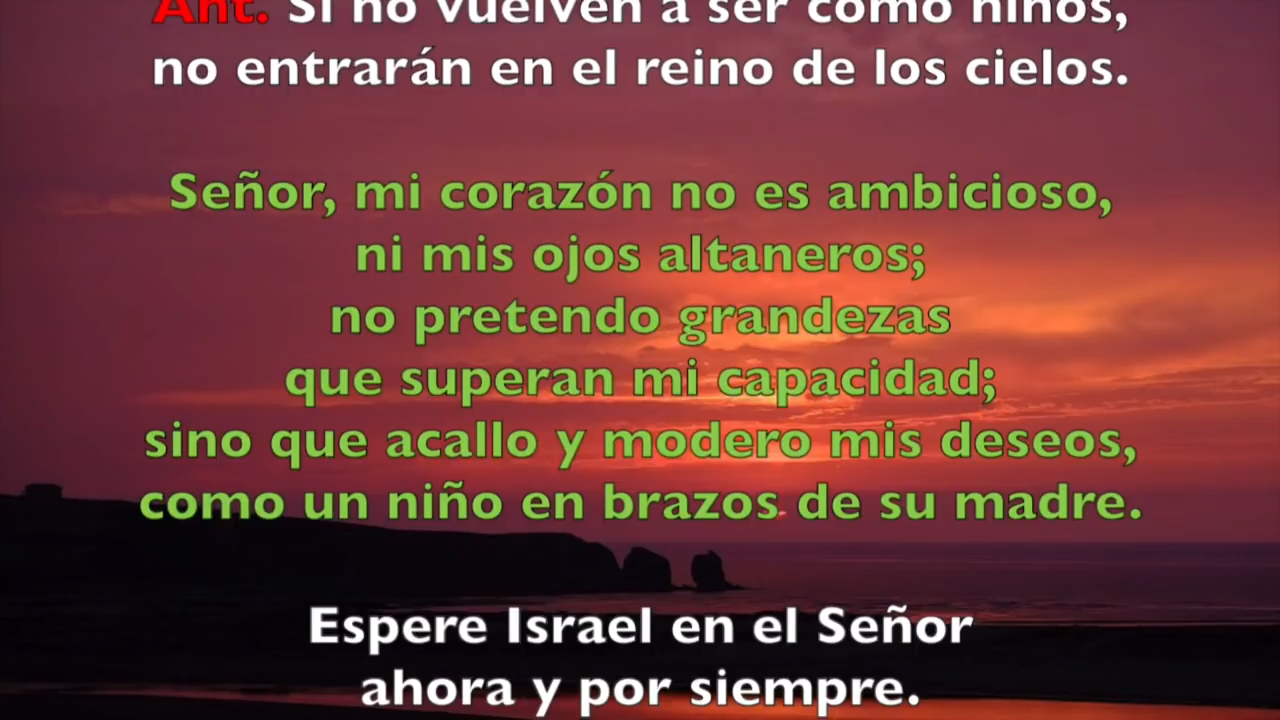 Ant. Si no vuelven a ser como niños,
no entrarán en el reino de los cielos.
Señor, mi corazón no es ambicioso,
ni mis ojos altaneros;
no pretendo grandezas
que superan mi capacidad;
sino que acallo y modero mis deseos,
como un niño en brazos de su madre.
Espere Israel en el Señor
ahora y por siempre.